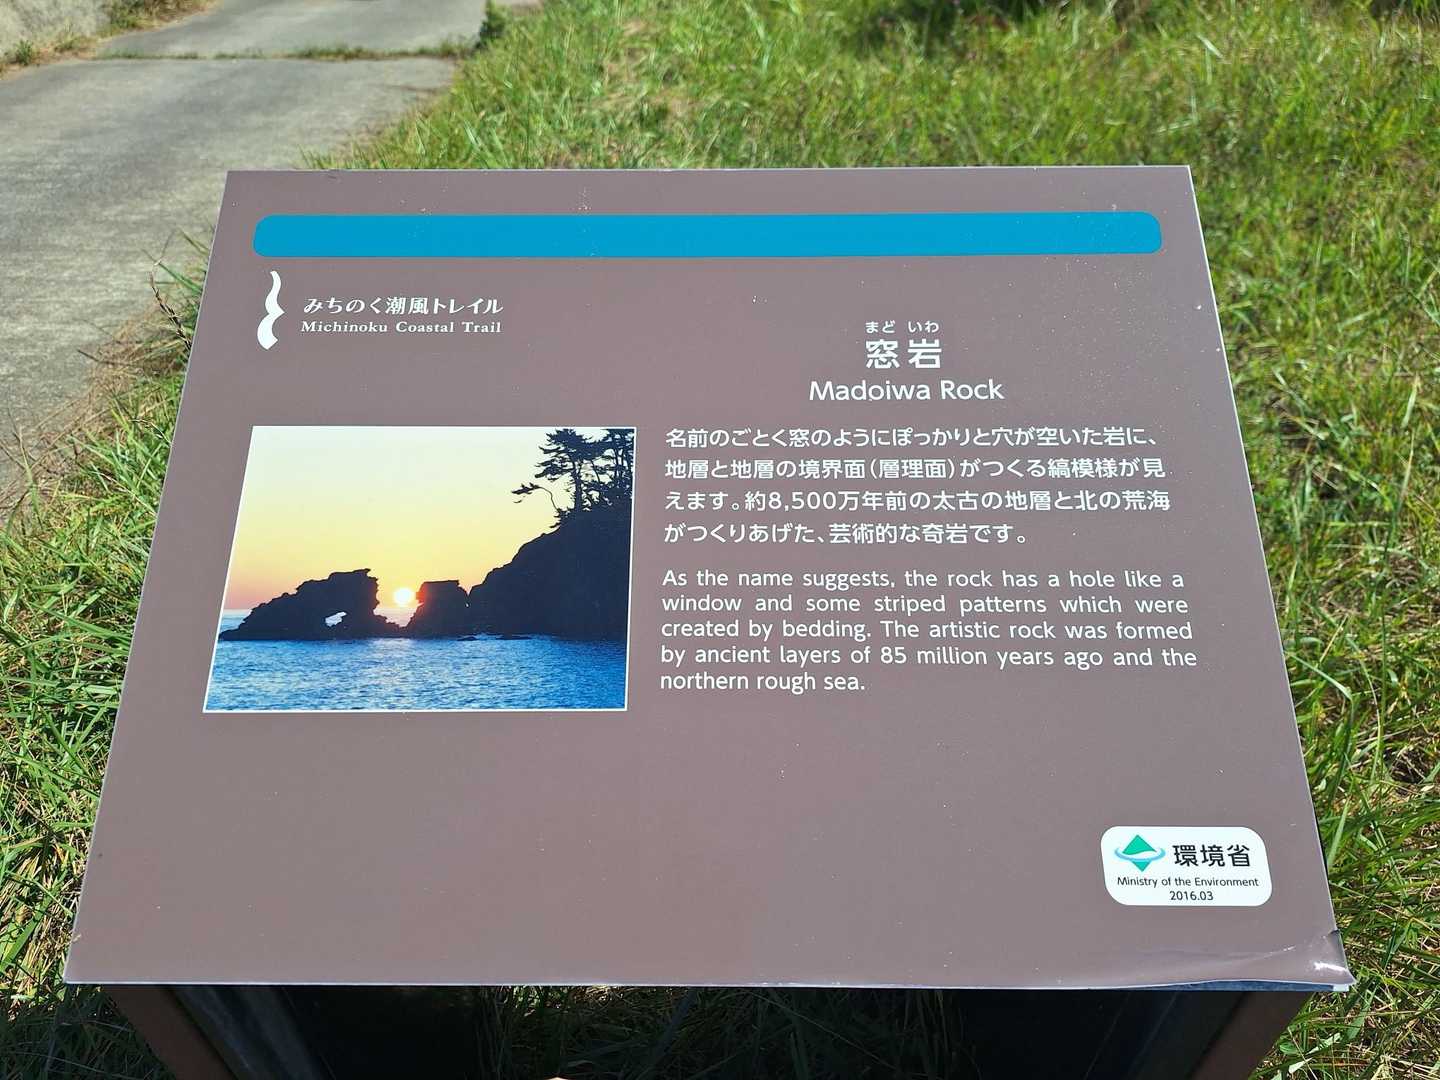 みちのく潮風トレイル
Michinoku Coastal Trail
まど いわ
窓岩
Madoiwa Rock
名前のごとく窓のようにぽっかりと穴が空いた岩に、
地層と地層の境界面(層理面)がつくる縞模様が見
えます。約8,500万年前の太古の地層と北の荒海
がつくりあげた、芸術的な奇岩です。
As the name suggests, the rock has a hole like a
window and some striped patterns which were
created by bedding. The artistic rock was formed
by ancient layers of 85 million years ago and the
northern rough sea.
環境省
Ministry of the Environment
2016.03